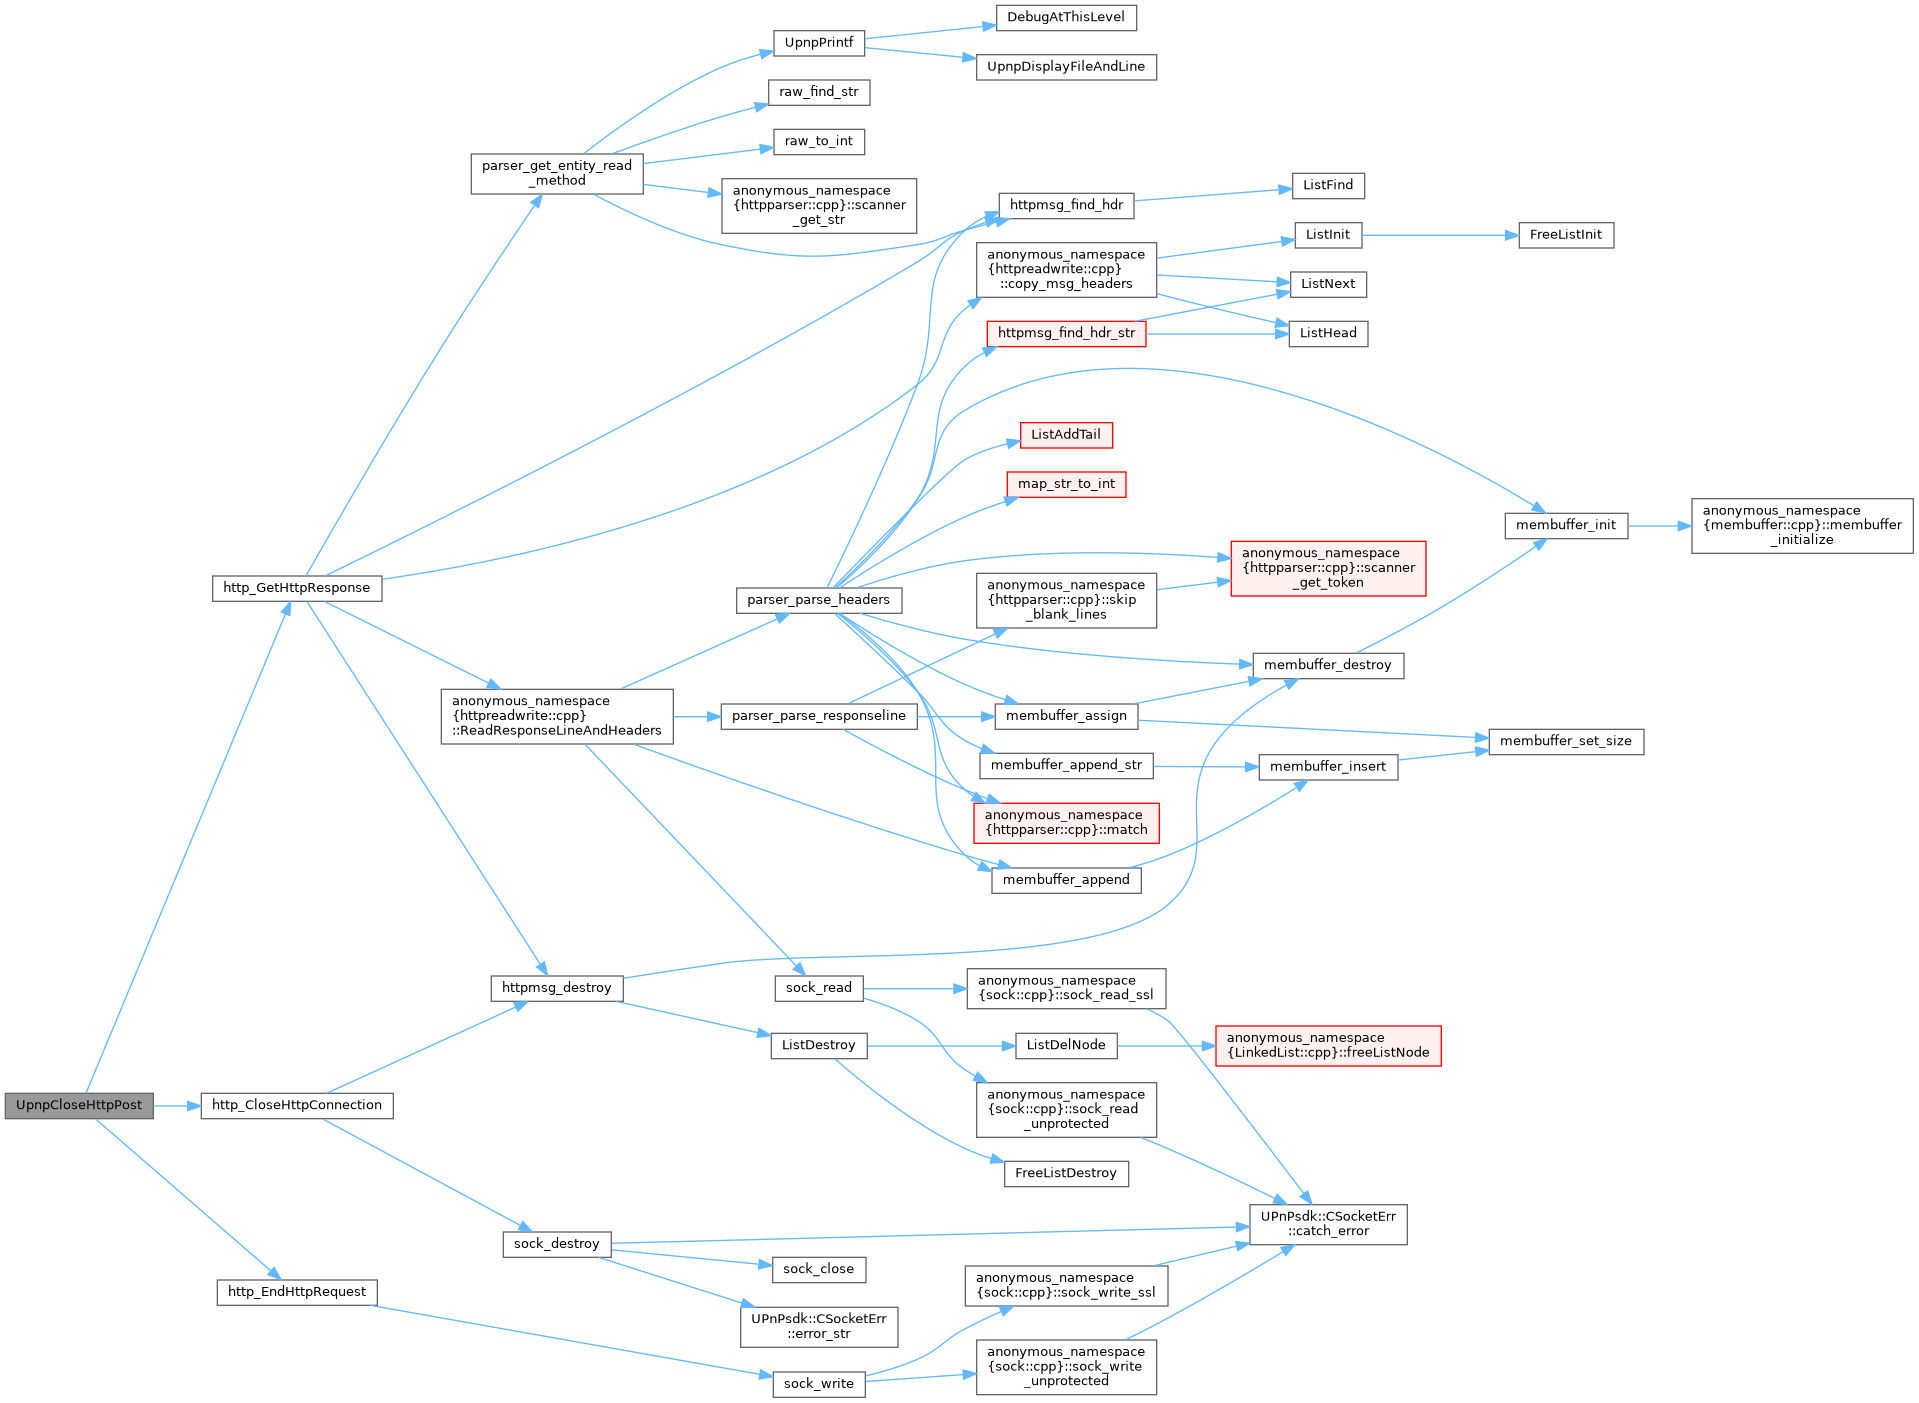 DebugAtThisLevel
UpnpPrintf
UpnpDisplayFileAndLine
raw_find_str
raw_to_int
parser_get_entity_read
_method
anonymous_namespace
{httpparser::cpp}::scanner
_get_str
httpmsg_find_hdr
ListFind
anonymous_namespace
{httpreadwrite::cpp}
::copy_msg_headers
ListInit
FreeListInit
ListNext
httpmsg_find_hdr_str
ListHead
ListAddTail
map_str_to_int
membuffer_init
anonymous_namespace
{membuffer::cpp}::membuffer
_initialize
http_GetHttpResponse
parser_parse_headers
anonymous_namespace
{httpparser::cpp}::skip
_blank_lines
anonymous_namespace
{httpparser::cpp}::scanner
_get_token
membuffer_destroy
anonymous_namespace
{httpreadwrite::cpp}
::ReadResponseLineAndHeaders
parser_parse_responseline
membuffer_assign
membuffer_set_size
membuffer_append_str
membuffer_insert
anonymous_namespace
{httpparser::cpp}::match
membuffer_append
httpmsg_destroy
sock_read
anonymous_namespace
{sock::cpp}::sock_read_ssl
ListDestroy
ListDelNode
anonymous_namespace
{LinkedList::cpp}::freeListNode
UpnpCloseHttpPost
http_CloseHttpConnection
anonymous_namespace
{sock::cpp}::sock_read
_unprotected
FreeListDestroy
UPnPsdk::CSocketErr
::catch_error
sock_destroy
sock_close
http_EndHttpRequest
anonymous_namespace
{sock::cpp}::sock_write_ssl
UPnPsdk::CSocketErr
::error_str
sock_write
anonymous_namespace
{sock::cpp}::sock_write
_unprotected